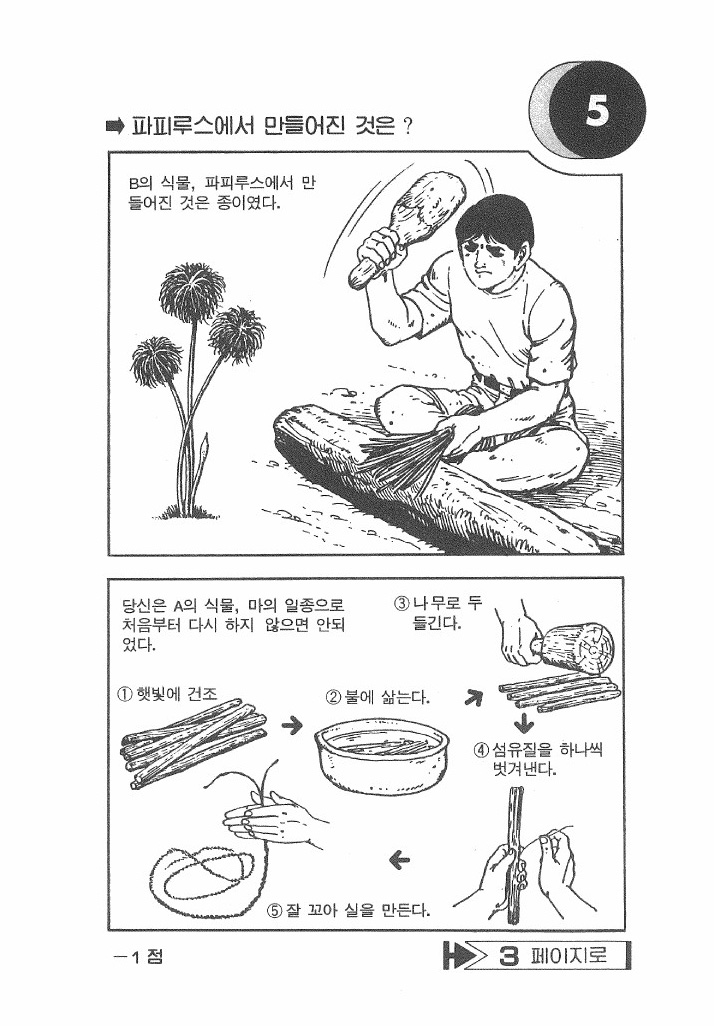 5
➡ 파피루스에서 만들어진 것은 ?
B의 식물, 파피루스에서 만
들어진 것은 종이였다.
당신은 A의 식물, 마의 일종으로
처음부터 다시 하지 않으면 안되
었다.
① 햇빛에 건조
② 불에 삶는다.
③ 나무로 두
들긴다.
④ 섬유질을 하나씩
벗겨낸다.
⑤ 잘 꼬아 실을 만든다.
－1 점
3 페이지로